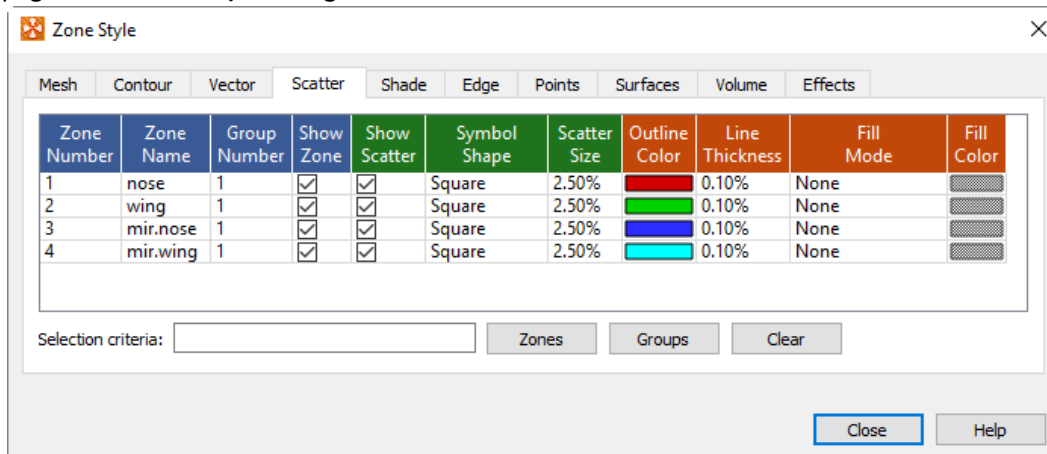 Zone Style
Mesh Contour Vector Scatter Shade Edge Points Surfaces Volume Effects
Zone Number Zone Name Group Number Show Zone Show Scatter Symbol Shape Scatter Size Outline Color Line Thickness Fill Mode Fill Color
1 nose 1 Square 2.50% 0.10% None
2 wing 1 Square 2.50% 0.10% None
3 mir.nose 1 Square 2.50% 0.10% None
4 mir.wing 1 Square 2.50% 0.10% None
Selection criteria: Zones Groups Clear
Close Help